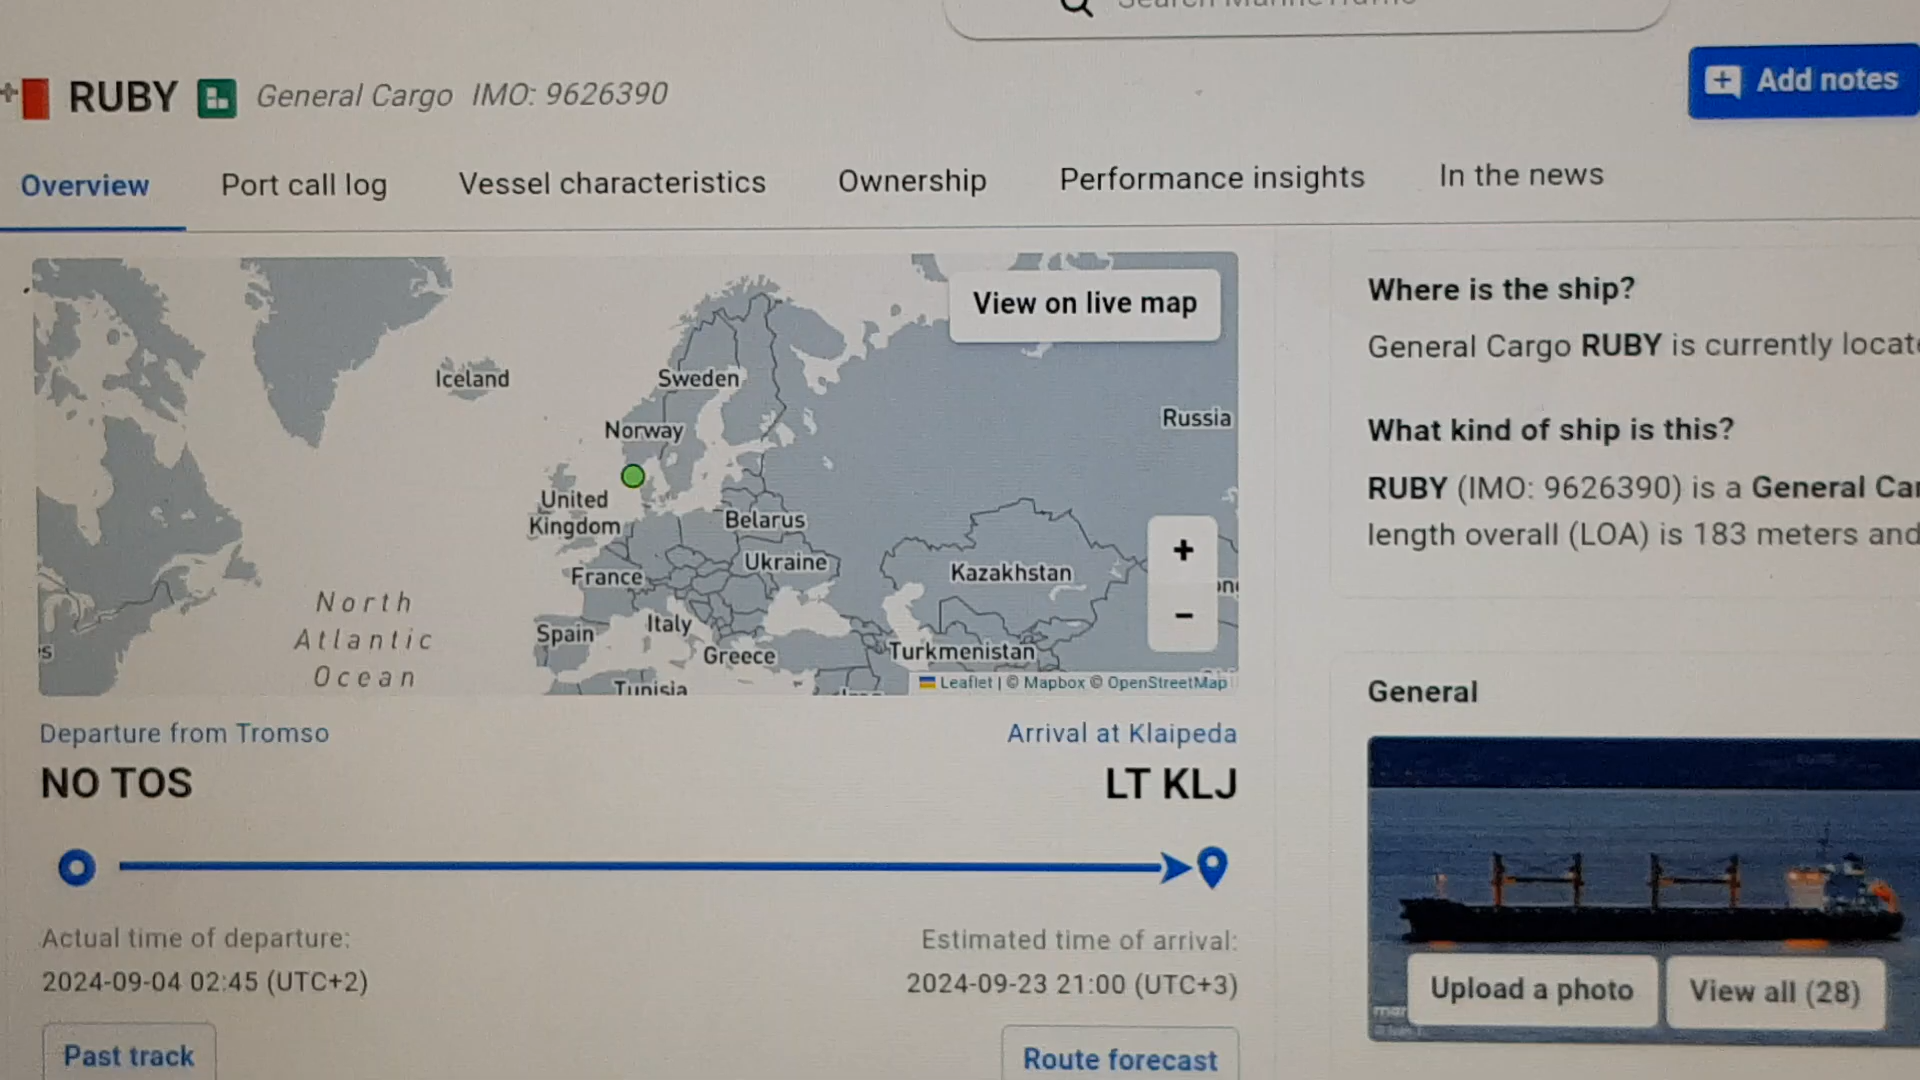 RUBY General Cargo IMO: 9626390
Add notes
Overview Port call log Vessel characteristics Ownership Performance insights In the news
View on live map
Iceland
Sweden
Norway
Russia
United
Kingdom
Belarus
Ukraine
France
Kazakhstan
North
Atlantic
Ocean
Spain
Italy
Greece
Turkmenistan
Tunisia
+
−
Leaflet | © Mapbox © OpenStreetMap
Departure from Tromso
Arrival at Klaipeda
NO TOS
LT KLJ
Actual time of departure:
2024-09-04 02:45 (UTC+2)
Estimated time of arrival:
2024-09-23 21:00 (UTC+3)
Past track
Route forecast
Where is the ship?
General Cargo RUBY is currently locate
What kind of ship is this?
RUBY (IMO: 9626390) is a General Car
length overall (LOA) is 183 meters and
General
Upload a photo
View all (28)